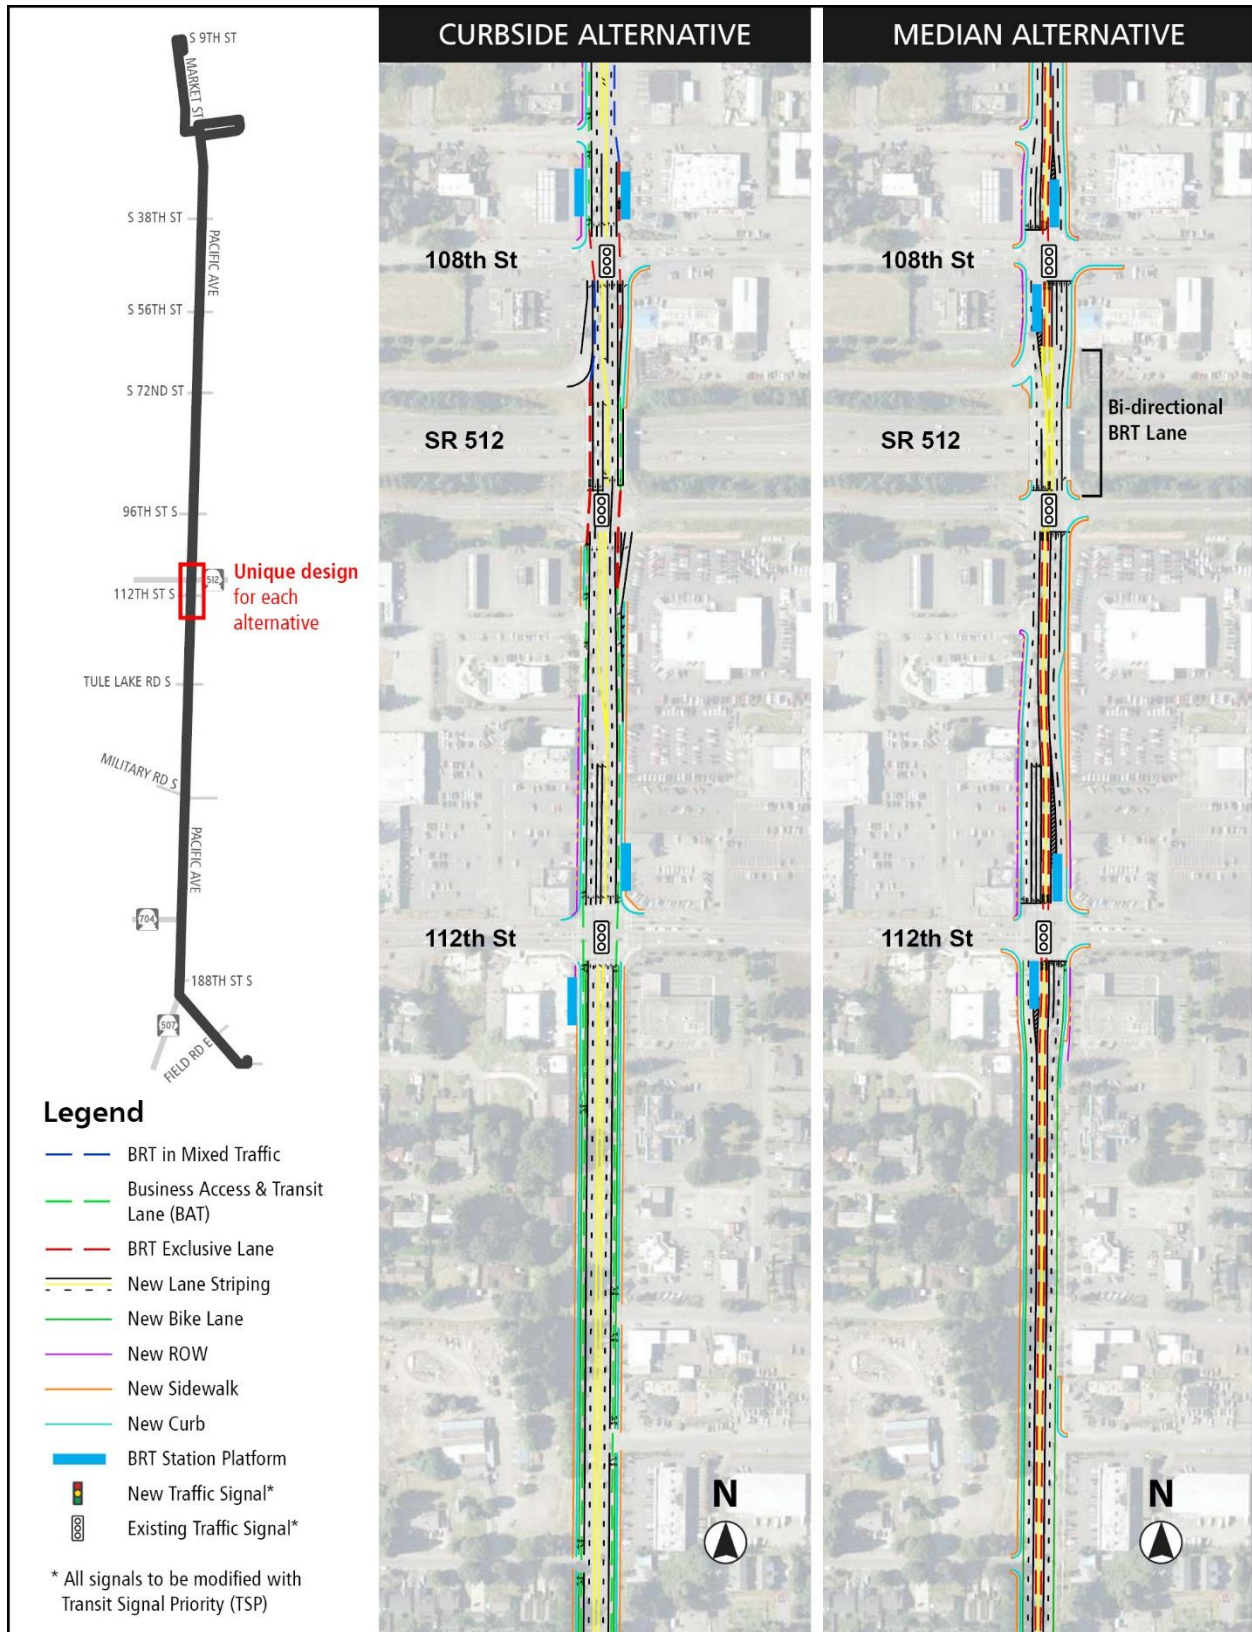 S 9TH ST
MARKET ST
S 38TH ST
PACIFIC AVE
S 56TH ST
S 72ND ST
96TH ST S
512
112TH ST S
Unique design
for each
alternative
TULE LAKE RD S
MILITARY RD S
PACIFIC AVE
704
188TH ST S
507
FIELD RD E
Legend
BRT in Mixed Traffic
Business Access & Transit
Lane (BAT)
BRT Exclusive Lane
New Lane Striping
New Bike Lane
New ROW
New Sidewalk
New Curb
BRT Station Platform
New Traffic Signal*
Existing Traffic Signal*
* All signals to be modified with
Transit Signal Priority (TSP)
CURBSIDE ALTERNATIVE
108th St
SR 512
112th St
N
MEDIAN ALTERNATIVE
108th St
Bi-directional
BRT Lane
SR 512
112th St
N